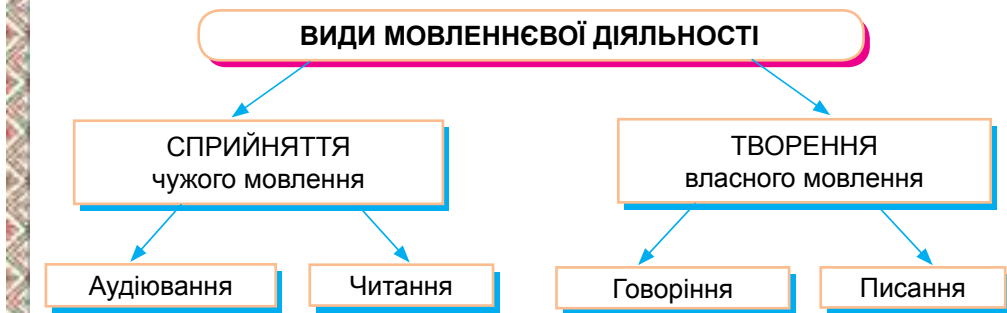 ВИДИ МОВЛЕННЄВОЇ ДІЯЛЬНОСТІ
СПРИЙНЯТТЯ
чужого мовлення
ТВОРЕННЯ
власного мовлення
Аудіювання
Читання
Говоріння
Писання